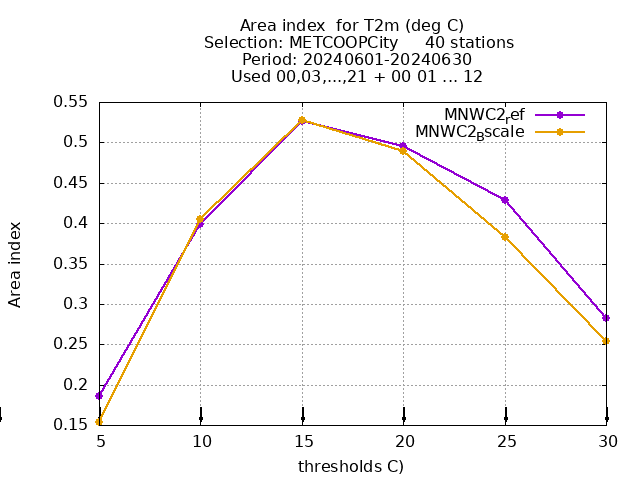 Area index  for T2m (deg C)
Selection: METCOOPCity     40 stations
Period: 20240601-20240630
Used 00,03,...,21 + 00 01 ... 12
MNWC2ref
MNWC2Bscale
0.55
0.5
0.45
0.4
0.35
0.3
0.25
0.2
0.15
Area index
5 10 15 20 25 30
thresholds C)